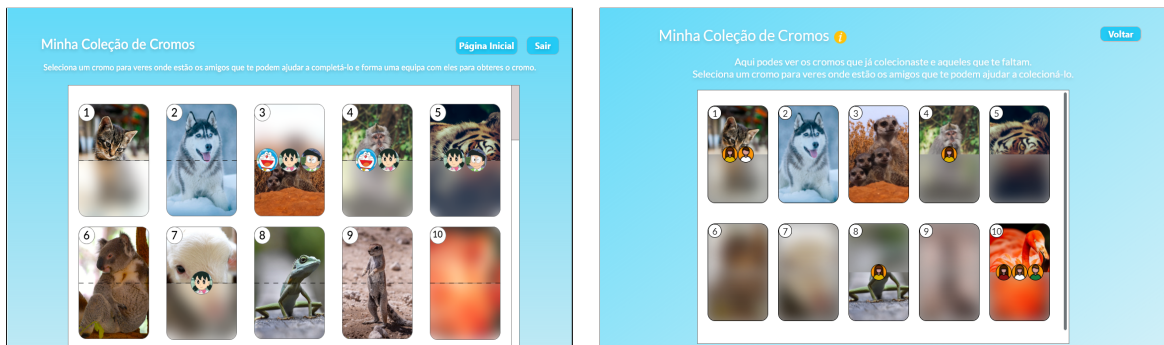 Minha Coleção de Cromos
Página Inicial
Sair
Seleciona um cromo para veres onde estão os amigos que te podem ajudar a completá-lo e forma uma equipa com eles para obteres o cromo.
1
2
3
4
5
6
7
8
9
10
Minha Coleção de Cromos i
Voltar
Aqui podes ver os cromos que já colecionaste e aqueles que te faltam.
Seleciona um cromo para veres onde estão os amigos que te podem ajudar a colecioná-lo.
1
2
3
4
5
6
7
8
9
10